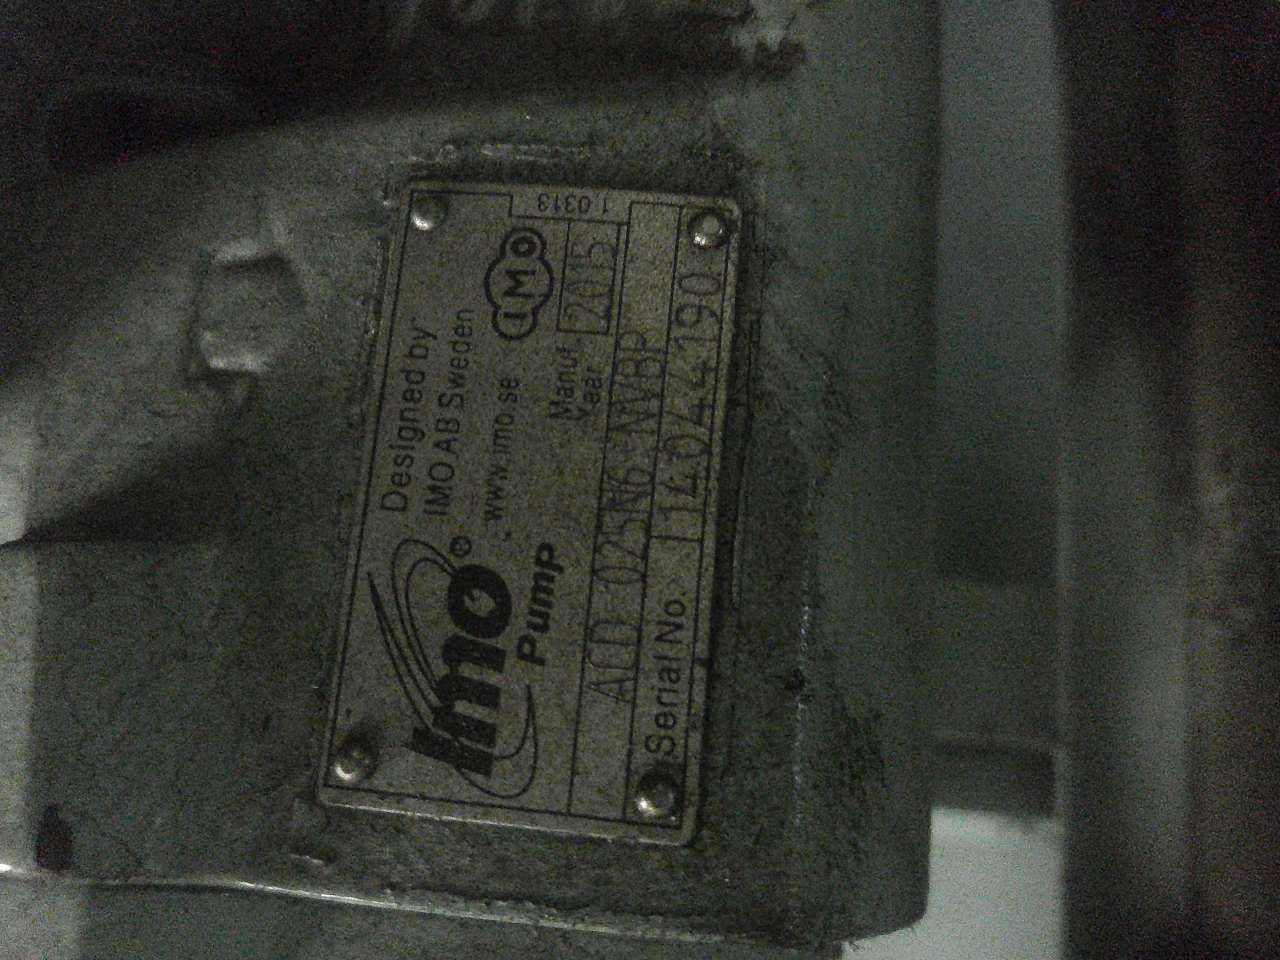 Imo®
Pump
Designed by
IMO AB Sweden
www.imo.se
IMO
Manuf.
Year
2015
1 0313
ACD 025N6 NVBP
Serial No. 14044190